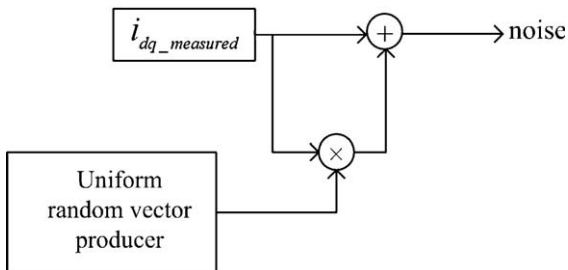 i_dq_measured
+
noise
×
Uniform
random vector
producer